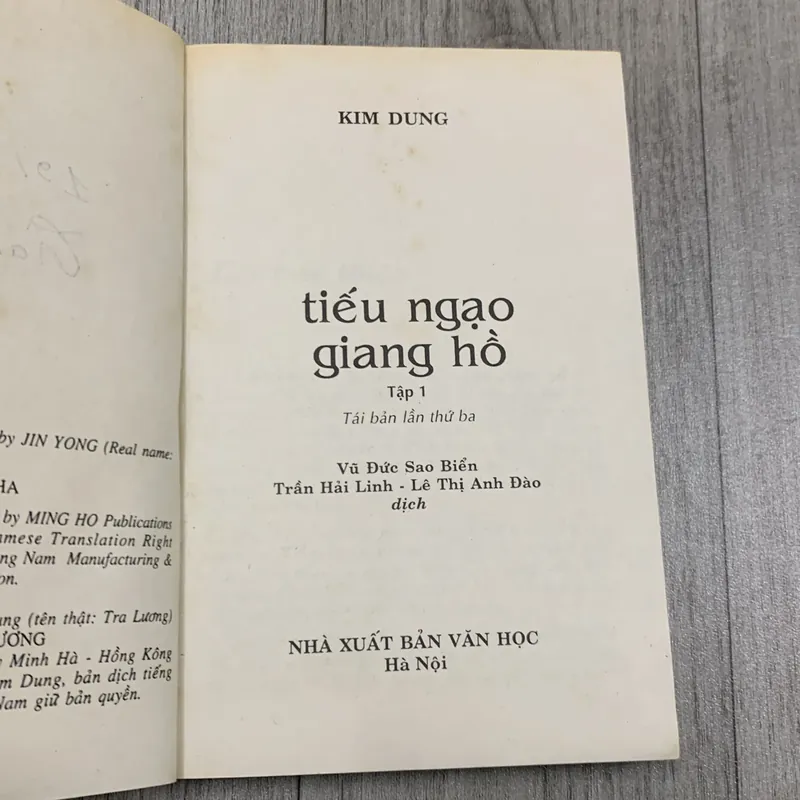 by JIN YONG (Real name:
HA
by MING HO Publications
namese Translation Right
ng Nam Manufacturing &
on.
ung (tên thật: Tra Lương)
ƯƠNG
Minh Hà - Hồng Kông
m Dung, bản dịch tiếng
Nam giữ bản quyền.
KIM DUNG
tiếu ngạo
giang hồ
Tập 1
Tái bản lần thứ ba
Vũ Đức Sao Biển
Trần Hải Linh - Lê Thị Anh Đào
dịch
NHÀ XUẤT BẢN VĂN HỌC
Hà Nội